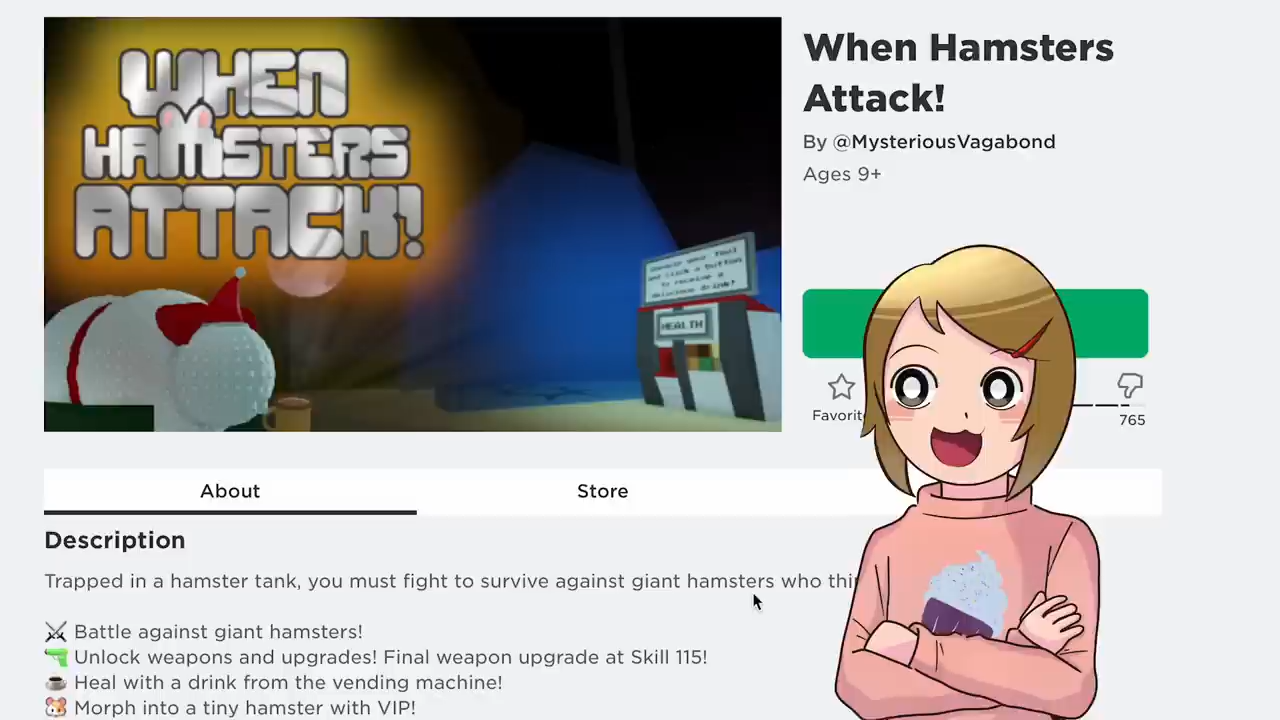 WHEN
HAMSTERS
ATTACK!
HEALTH
When Hamsters
Attack!
By @MysteriousVagabond
Ages 9+
Favorite
765
About
Store
Description
Trapped in a hamster tank, you must fight to survive against giant hamsters who
⚔ Battle against giant hamsters!
🔫 Unlock weapons and upgrades! Final weapon upgrade at Skill 115!
☕ Heal with a drink from the vending machine!
🐹 Morph into a tiny hamster with VIP!